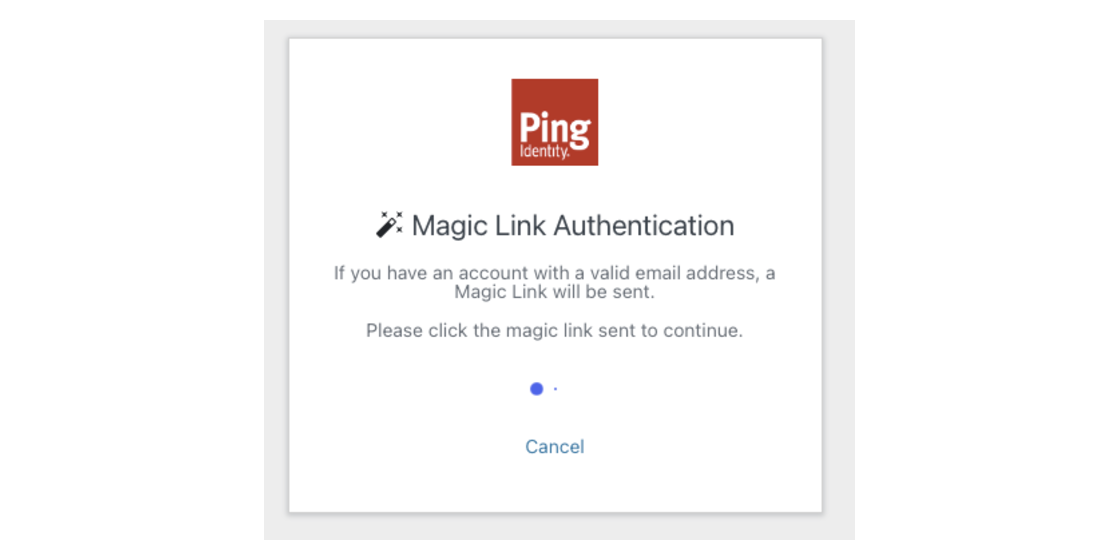 Ping
Identity.
Magic Link Authentication
If you have an account with a valid email address, a
Magic Link will be sent.
Please click the magic link sent to continue.
Cancel